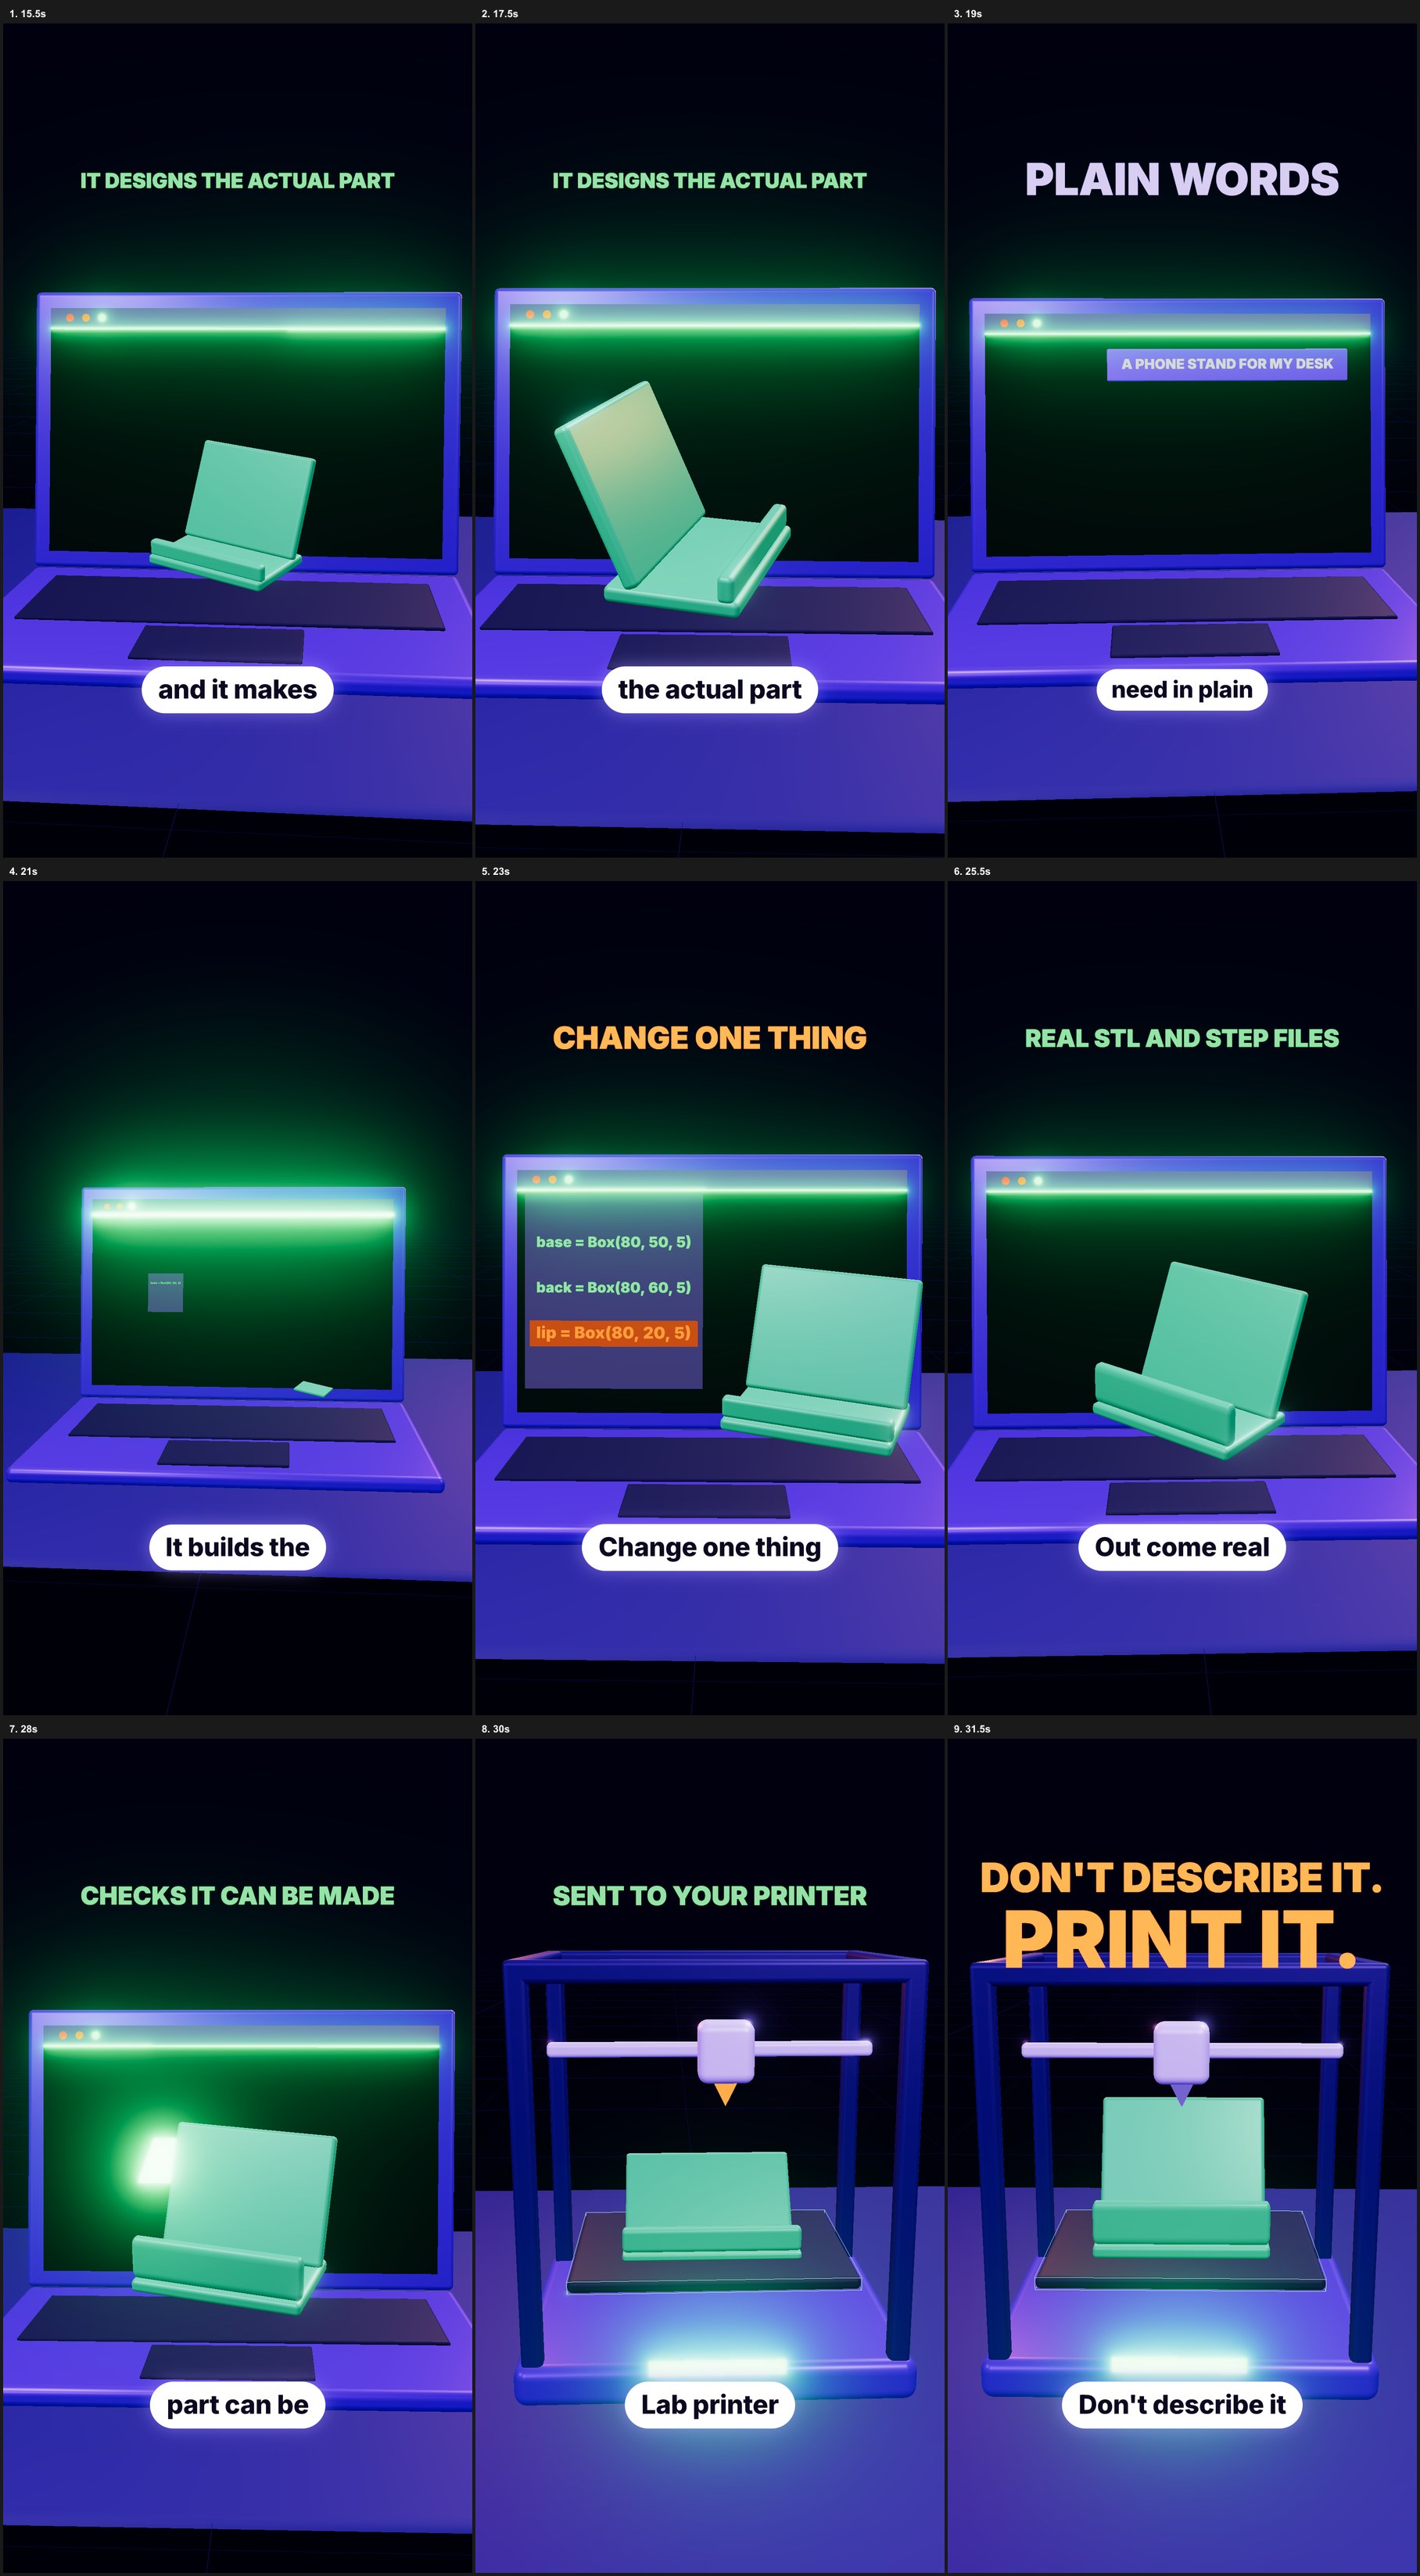 1. 15.5s
IT DESIGNS THE ACTUAL PART
and it makes
2. 17.5s
IT DESIGNS THE ACTUAL PART
the actual part
3. 19s
PLAIN WORDS
A PHONE STAND FOR MY DESK
need in plain
4. 21s
It builds the
5. 23s
CHANGE ONE THING
base = Box(80, 50, 5)
back = Box(80, 60, 5)
lip = Box(80, 20, 5)
Change one thing
6. 25.5s
REAL STL AND STEP FILES
Out come real
7. 28s
CHECKS IT CAN BE MADE
part can be
8. 30s
SENT TO YOUR PRINTER
Lab printer
9. 31.5s
DON'T DESCRIBE IT.
PRINT IT.
Don't describe it